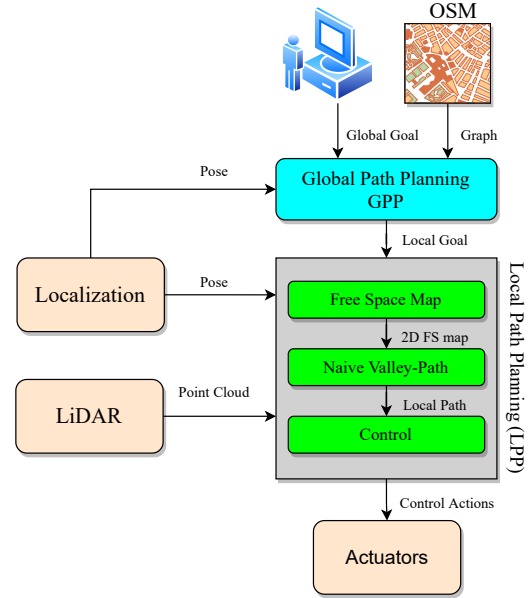 OSM
Global Goal
Graph
Pose
Global Path Planning
GPP
Local Goal
Localization
Pose
Free Space Map
2D FS map
Naive Valley-Path
Local Path
Control
LiDAR
Point Cloud
Local Path Planning (LPP)
Control Actions
Actuators